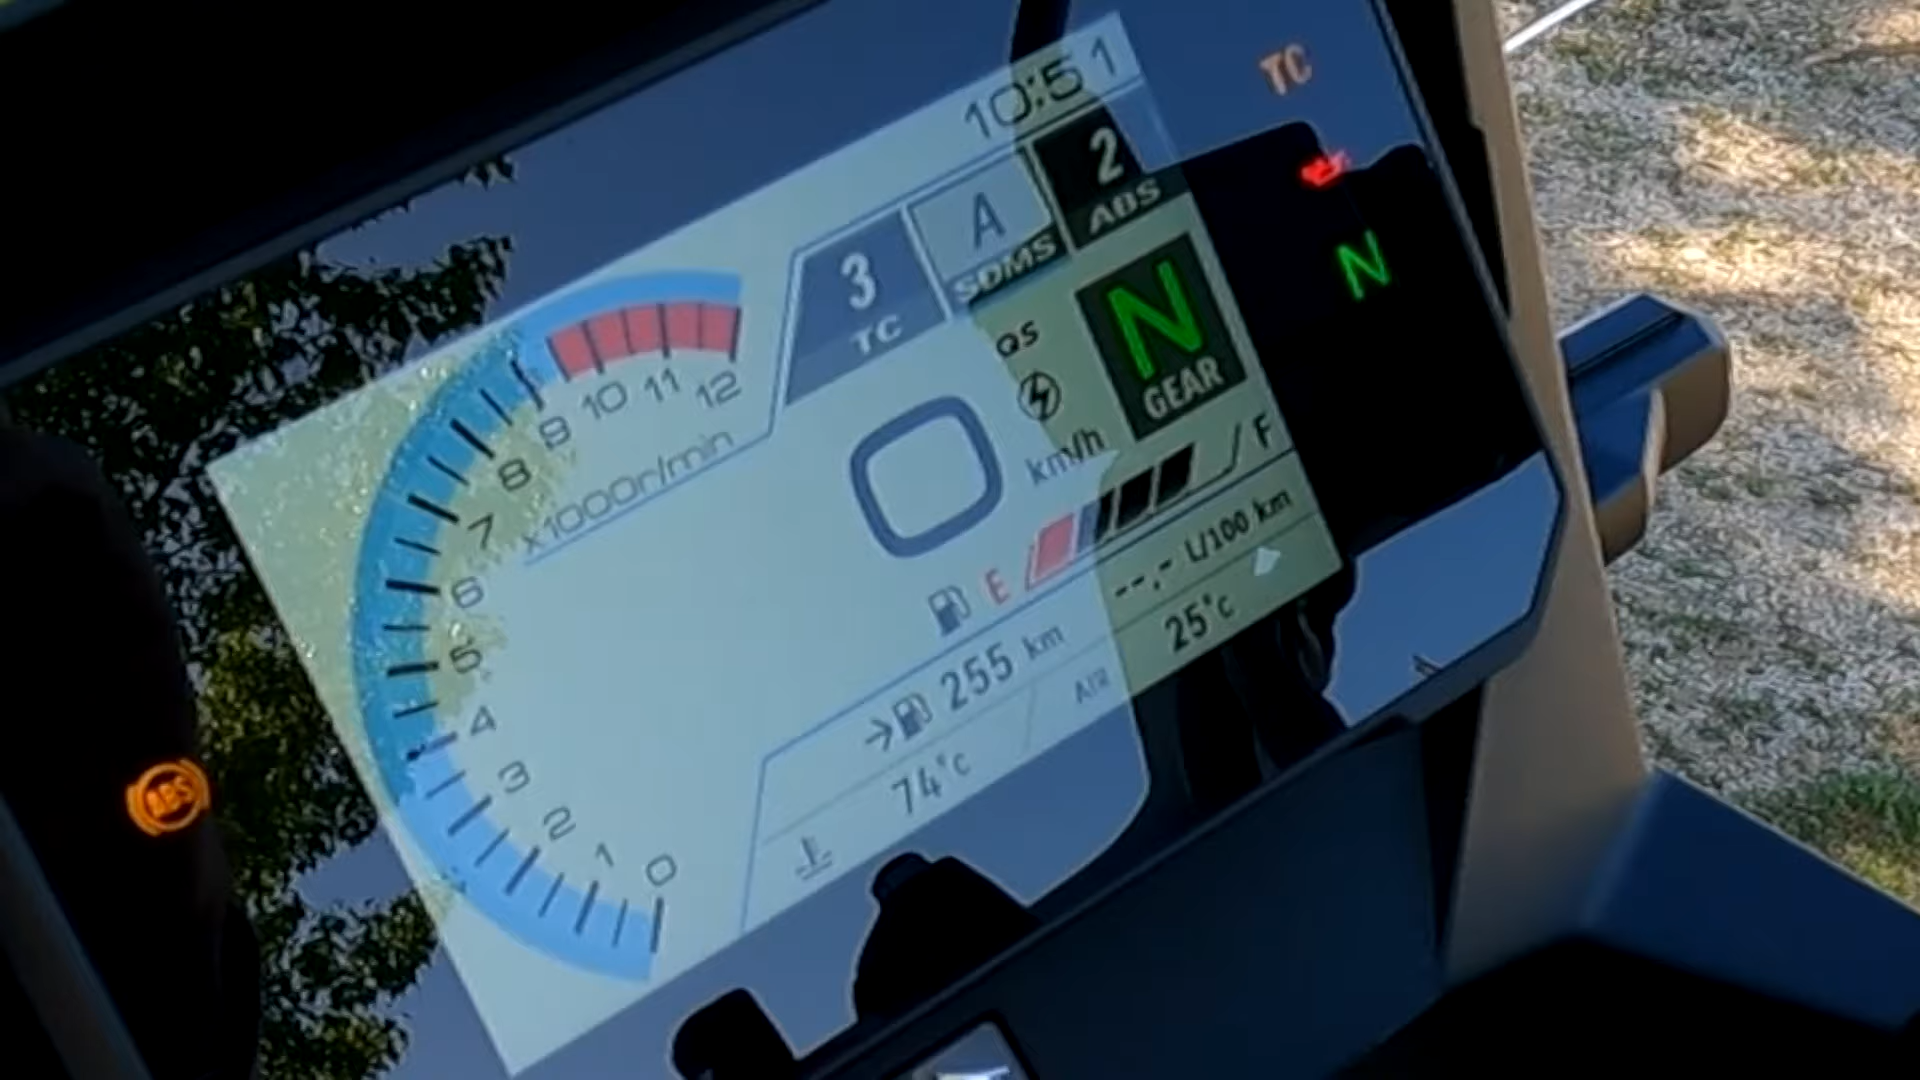 10:51
TC
3
TC
A
SDMS
2
ABS
N
N
GEAR
QS
0
km/h
12
11
10
9
8
7
6
5
4
3
2
1
0
x1000r/min
E
F
--.- L/100 km
255 km
AIR
25°C
74°C
ABS